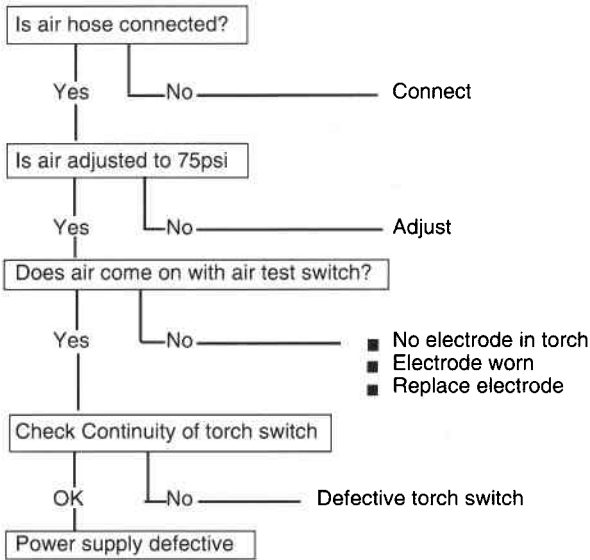 Is air hose connected?
Yes No Connect
Is air adjusted to 75psi
Yes No Adjust
Does air come on with air test switch?
Yes No
■ No electrode in torch
■ Electrode worn
■ Replace electrode
Check Continuity of torch switch
OK No Defective torch switch
Power supply defective